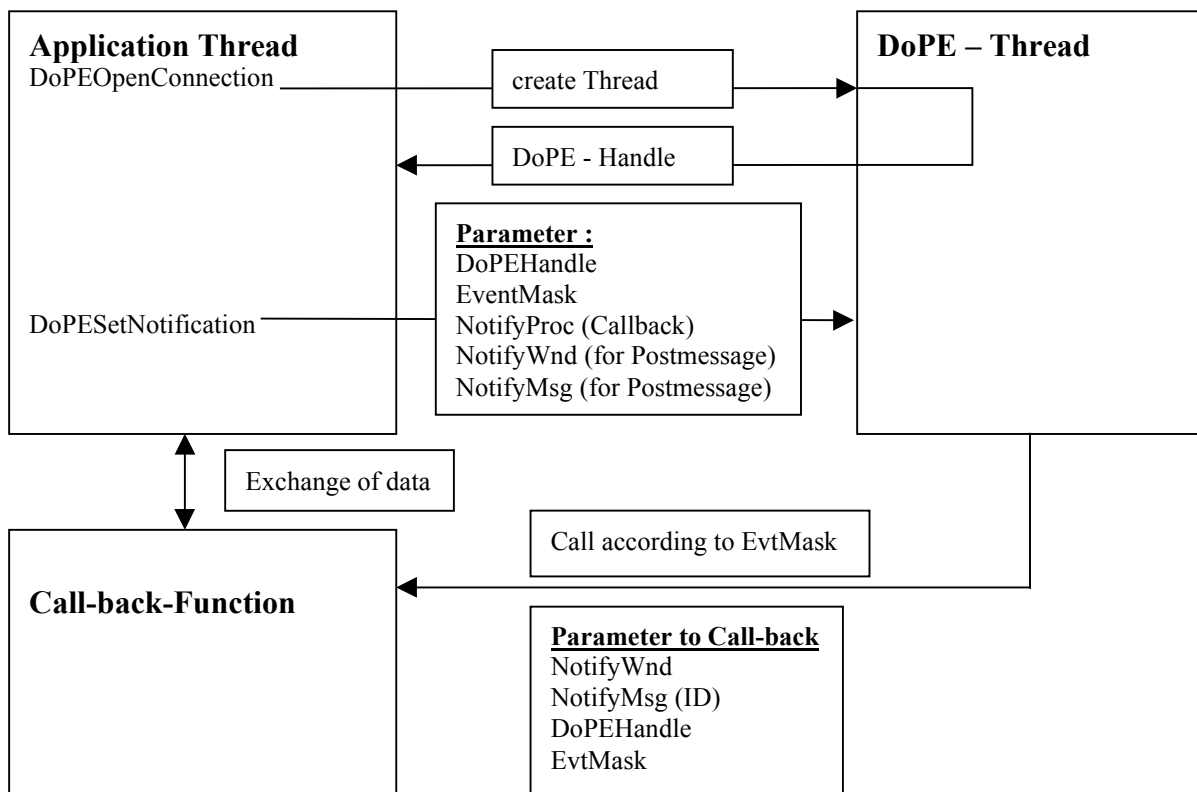 Application Thread
DoPEOpenConnection
create Thread
DoPE – Thread
DoPE - Handle
Parameter :
DoPEHandle
EventMask
NotifyProc (Callback)
NotifyWnd (for Postmessage)
NotifyMsg (for Postmessage)
DoPESetNotification
Exchange of data
Call according to EvtMask
Call-back-Function
Parameter to Call-back
NotifyWnd
NotifyMsg (ID)
DoPEHandle
EvtMask